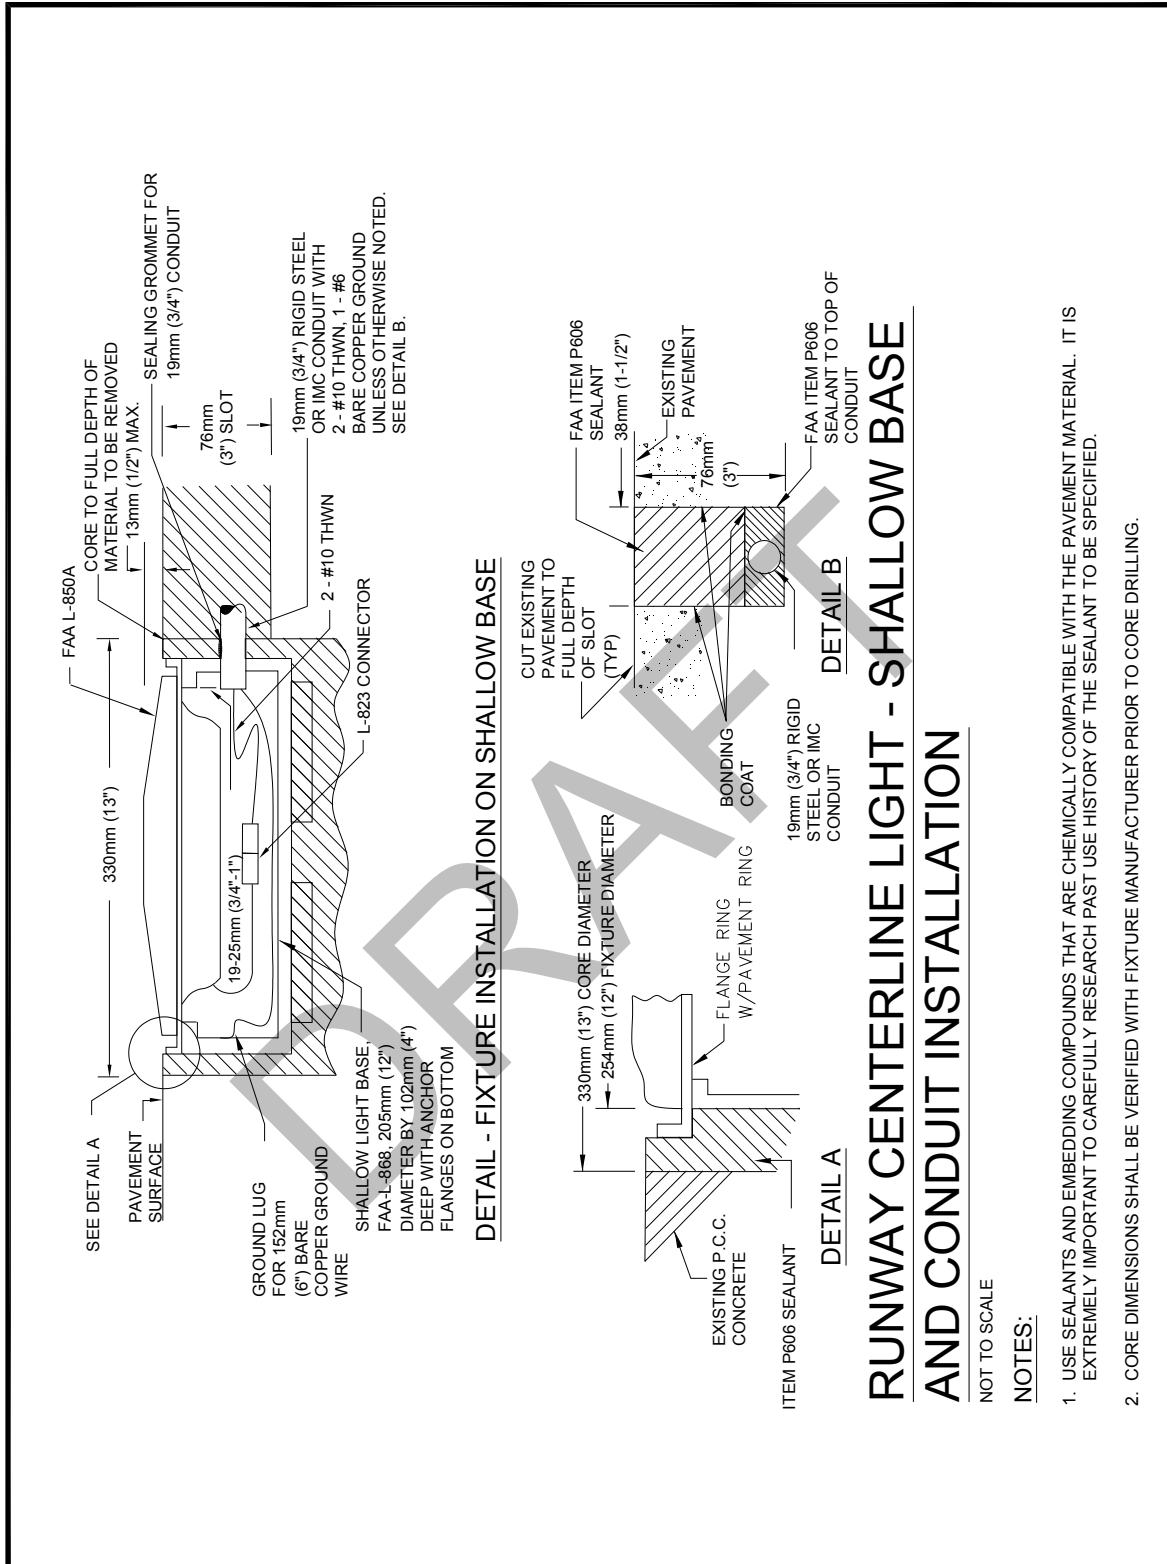 FAA L-850A
CORE TO FULL DEPTH OF
MATERIAL TO BE REMOVED
13mm (1/2") MAX.
SEALING GROMMET FOR
19mm (3/4") CONDUIT
330mm (13")
76mm
(3") SLOT
SEE DETAIL A
PAVEMENT
SURFACE
19-25mm (3/4"-1")
19mm (3/4") RIGID STEEL
OR IMC CONDUIT WITH
2 - #10 THWN, 1 - #6
BARE COPPER GROUND
UNLESS OTHERWISE NOTED.
SEE DETAIL B.
2 - #10 THWN
L-823 CONNECTOR
GROUND LUG
FOR 152mm
(6") BARE
COPPER GROUND
WIRE
SHALLOW LIGHT BASE,
FAA-L-868, 205mm (12")
DIAMETER BY 102mm (4")
DEEP WITH ANCHOR
FLANGES ON BOTTOM
DETAIL - FIXTURE INSTALLATION ON SHALLOW BASE
330mm (13") CORE DIAMETER
254mm (12") FIXTURE DIAMETER
EXISTING P.C.C.
CONCRETE
FLANGE RING
W/PAVEMENT RING
ITEM P606 SEALANT
DETAIL A
CUT EXISTING
PAVEMENT TO
FULL DEPTH
OF SLOT
(TYP)
FAA ITEM P606
SEALANT
38mm (1-1/2")
EXISTING
PAVEMENT
76mm
(3")
BONDING
COAT
19mm (3/4") RIGID
STEEL OR IMC
CONDUIT
FAA ITEM P606
SEALANT TO TOP OF
CONDUIT
DETAIL B
DRAFT
RUNWAY CENTERLINE LIGHT - SHALLOW BASE
AND CONDUIT INSTALLATION
NOT TO SCALE
NOTES:
1. USE SEALANTS AND EMBEDDING COMPOUNDS THAT ARE CHEMICALLY COMPATIBLE WITH THE PAVEMENT MATERIAL. IT IS
EXTREMELY IMPORTANT TO CAREFULLY RESEARCH PAST USE HISTORY OF THE SEALANT TO BE SPECIFIED.
2. CORE DIMENSIONS SHALL BE VERIFIED WITH FIXTURE MANUFACTURER PRIOR TO CORE DRILLING.